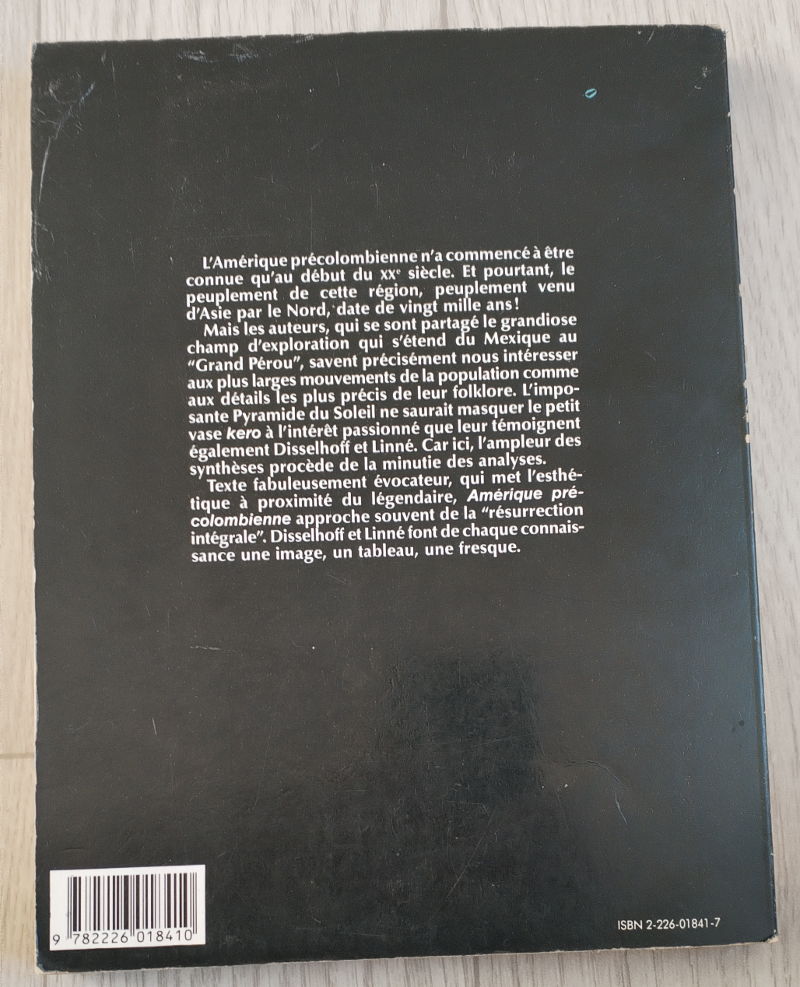 L'Amérique précolombienne n'a commencé à être
connue qu'au début du XXe siècle. Et pourtant, le
peuplement de cette région, peuplement venu
d'Asie par le Nord, date de vingt mille ans !
Mais les auteurs, qui se sont partagé le grandiose
champ d'exploration qui s'étend du Mexique au
"Grand Pérou", savent précisément nous intéresser
aux plus larges mouvements de la population comme
aux détails les plus précis de leur folklore. L'impo-
sante Pyramide du Soleil ne saurait masquer le petit
vase kero à l'intérêt passionné que leur témoignent
également Disselhoff et Linné. Car ici, l'ampleur des
synthèses procède de la minutie des analyses.
Texte fabuleusement évocateur, qui met l'esthé-
tique à proximité du légendaire, Amérique pré-
colombienne approche souvent de la "résurrection
intégrale". Disselhoff et Linné font de chaque connais-
sance une image, un tableau, une fresque.
9 782226 018410
ISBN 2-226-01841-7